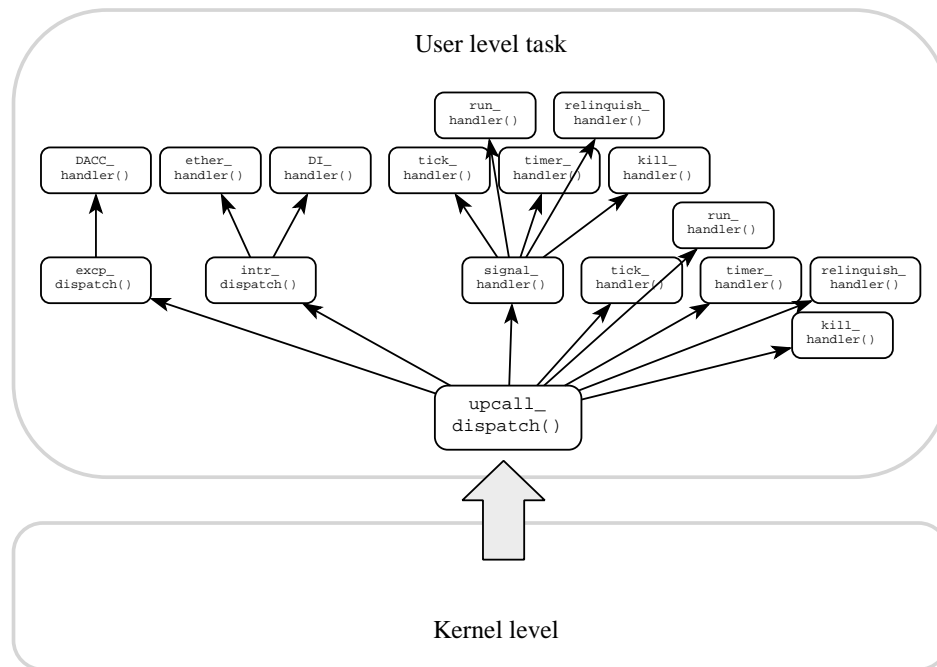 User level task
run_
handler()
relinquish_
handler()
DACC_
handler()
ether_
handler()
DI_
handler()
tick_
handler()
timer_
handler()
kill_
handler()
run_
handler()
excp_
dispatch()
intr_
dispatch()
signal_
handler()
tick_
handler()
timer_
handler()
relinquish_
handler()
kill_
handler()
upcall_
dispatch()
Kernel level